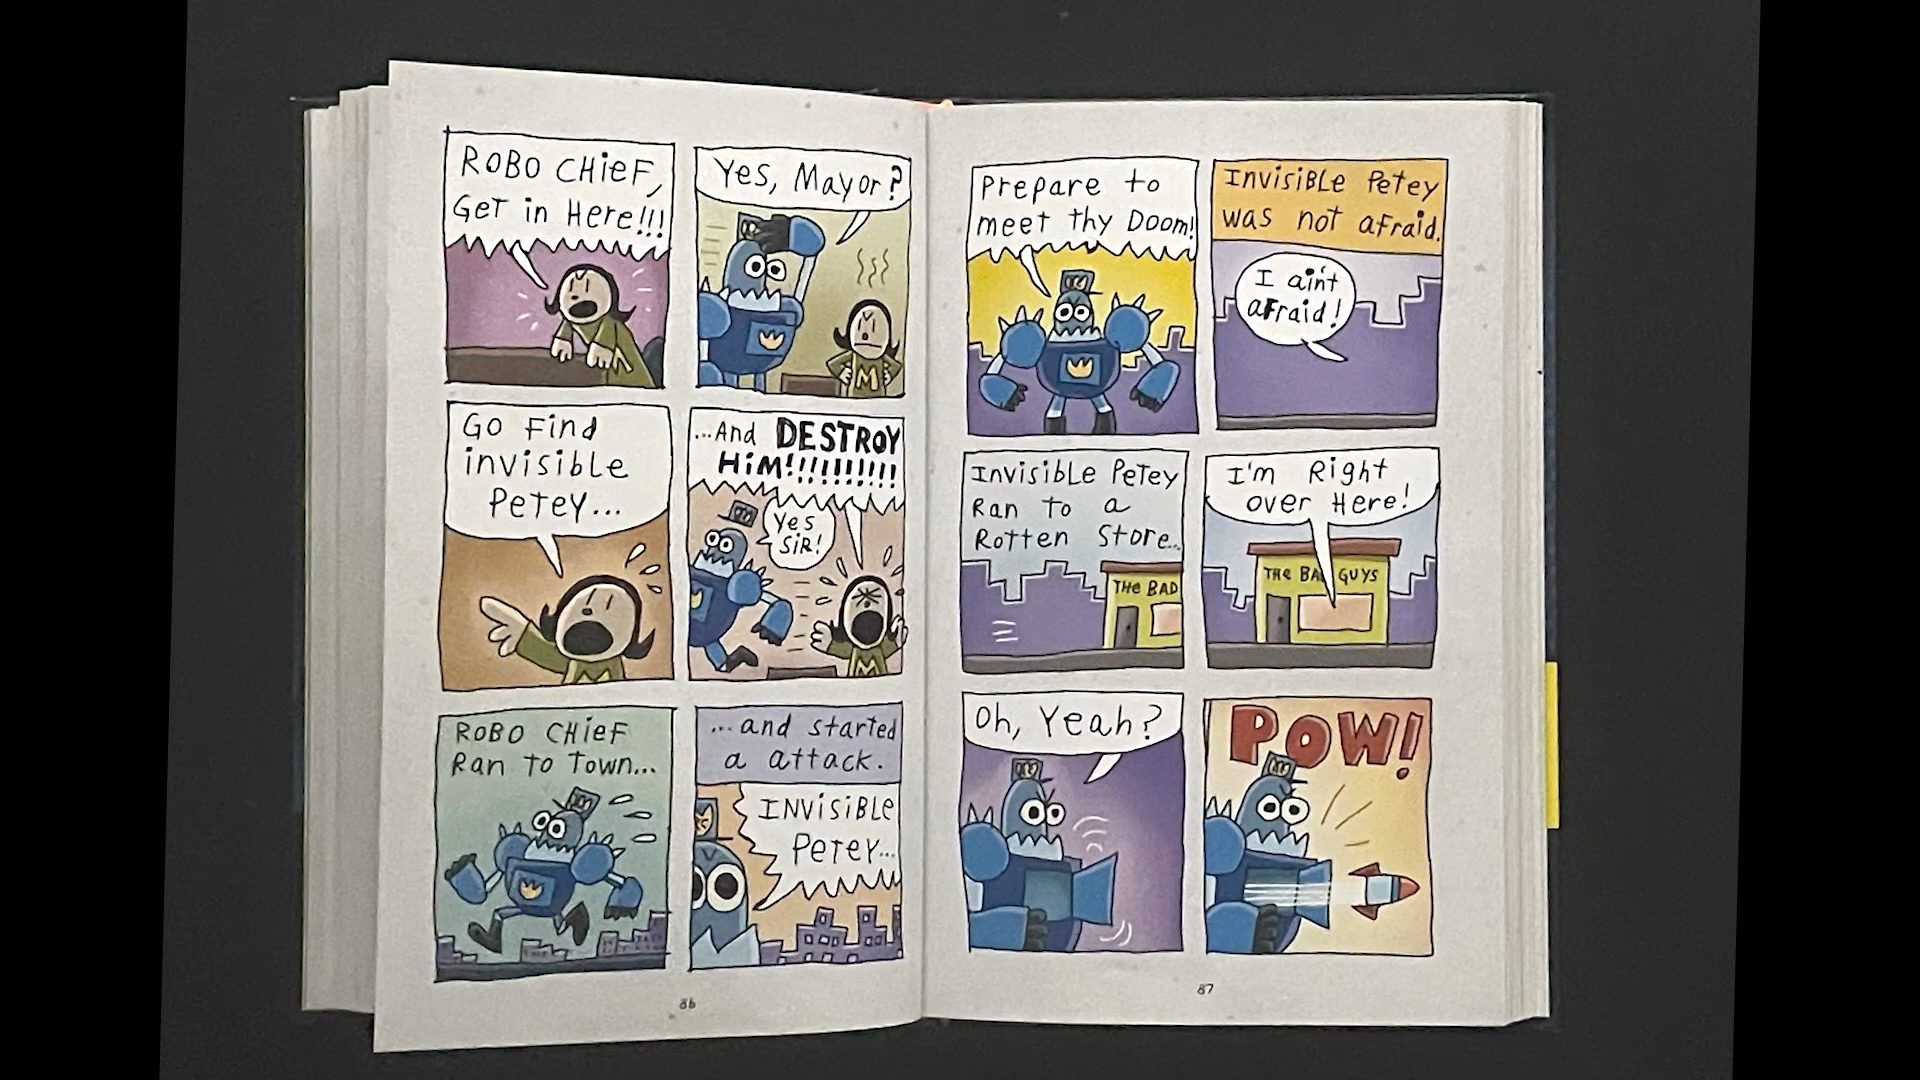 ROBO CHieF,
Get in Here!!!
Yes, Mayor?
M
Go Find
invisible
Petey...
...And DESTROY
HiM!!!!!!!!!!
Yes
SiR!
M
ROBO CHieF
Ran to Town...
...and started
a attack.
INViSiBLe
Petey...
86
Prepare to
meet thy Doom!
InvisiBLe Petey
was not afraid.
I ain't
aFraid!
Invisible Petey
Ran to a
Rotten Store...
THe BAD
I'm Right
over Here!
THe BAD GUYS
Oh, Yeah?
POW!
87